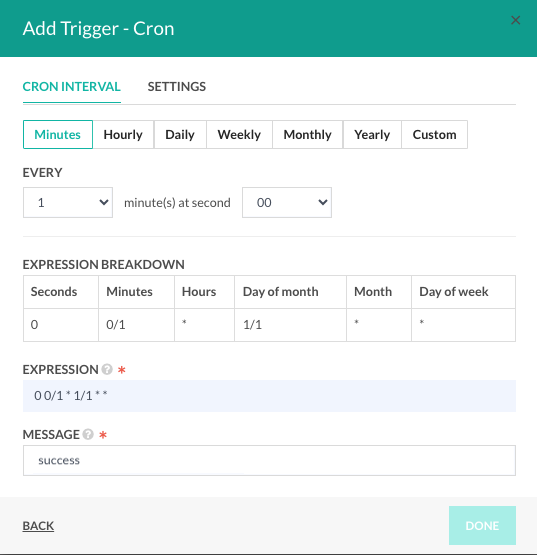 Add Trigger - Cron
CRON INTERVAL SETTINGS
Minutes Hourly Daily Weekly Monthly Yearly Custom
EVERY
1 minute(s) at second 00
EXPRESSION BREAKDOWN
Seconds Minutes Hours Day of month Month Day of week
0 0/1 * 1/1 * *
EXPRESSION ? *
0 0/1 * 1/1 * *
MESSAGE ? *
success
BACK DONE